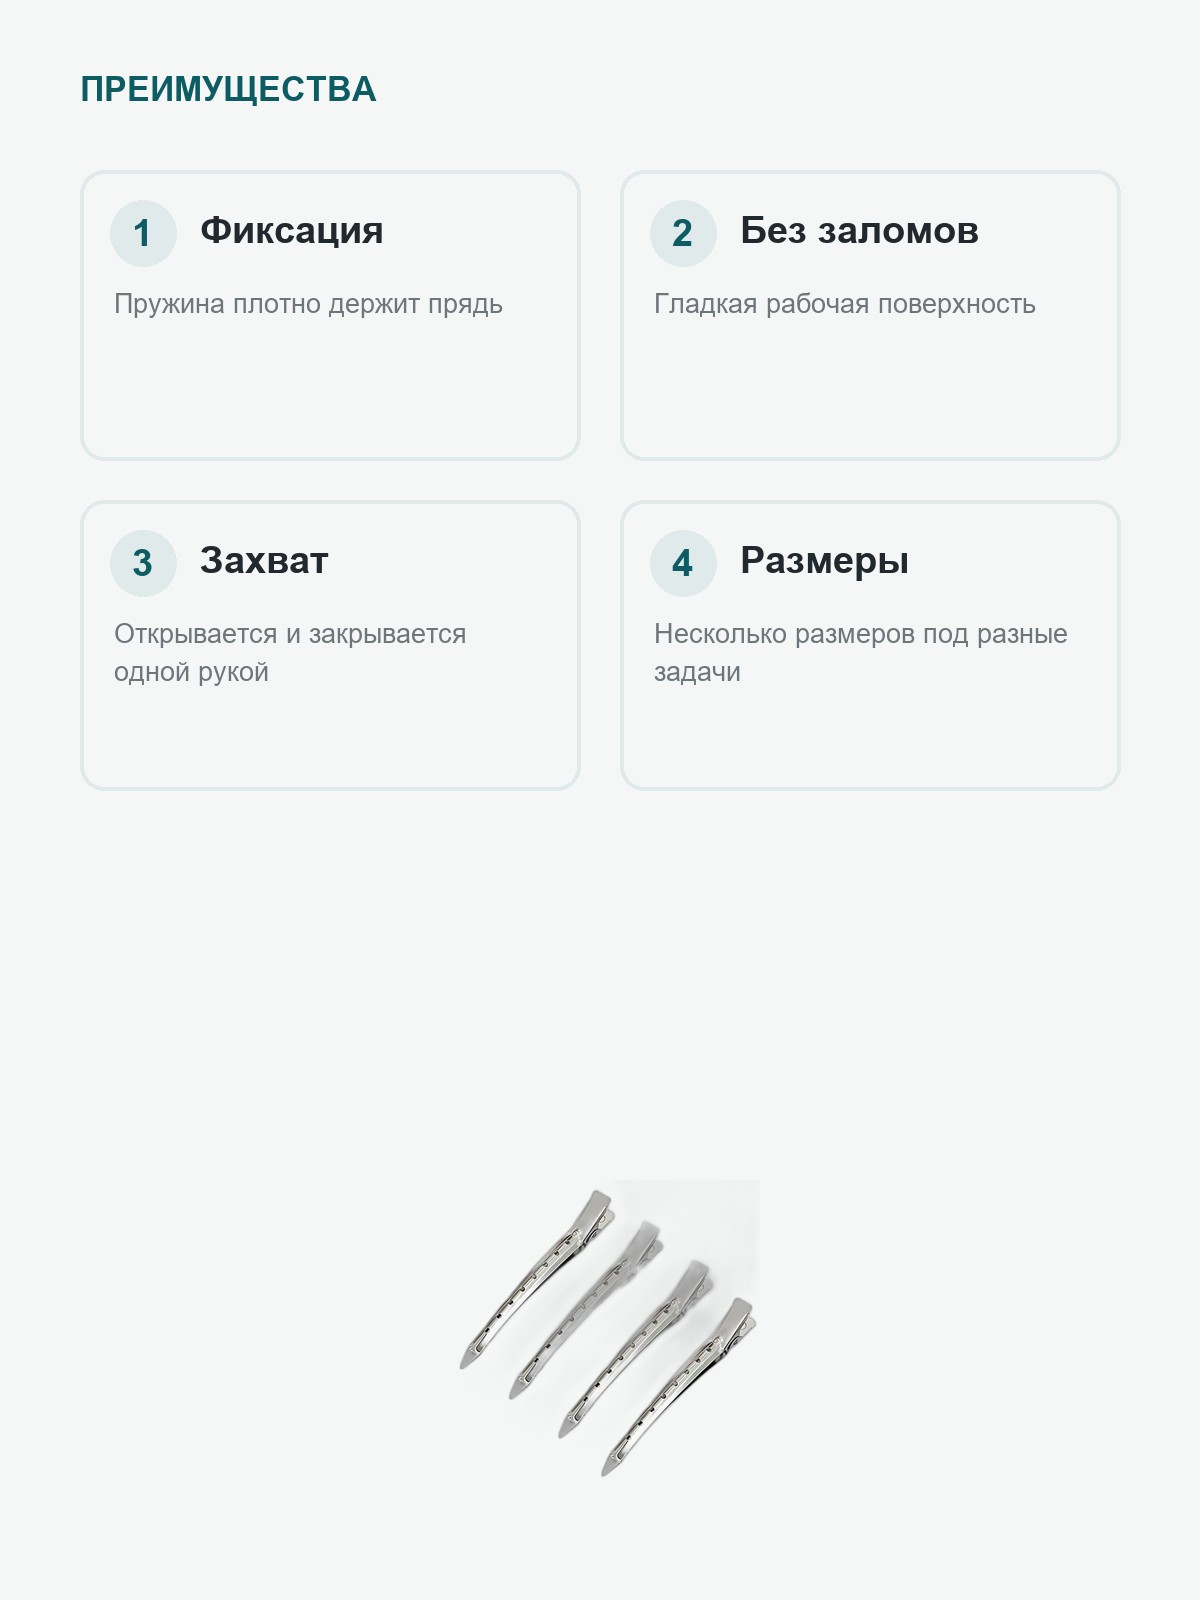 ПРЕИМУЩЕСТВА
1 Фиксация
Пружина плотно держит прядь
2 Без заломов
Гладкая рабочая поверхность
3 Захват
Открывается и закрывается
одной рукой
4 Размеры
Несколько размеров под разные
задачи